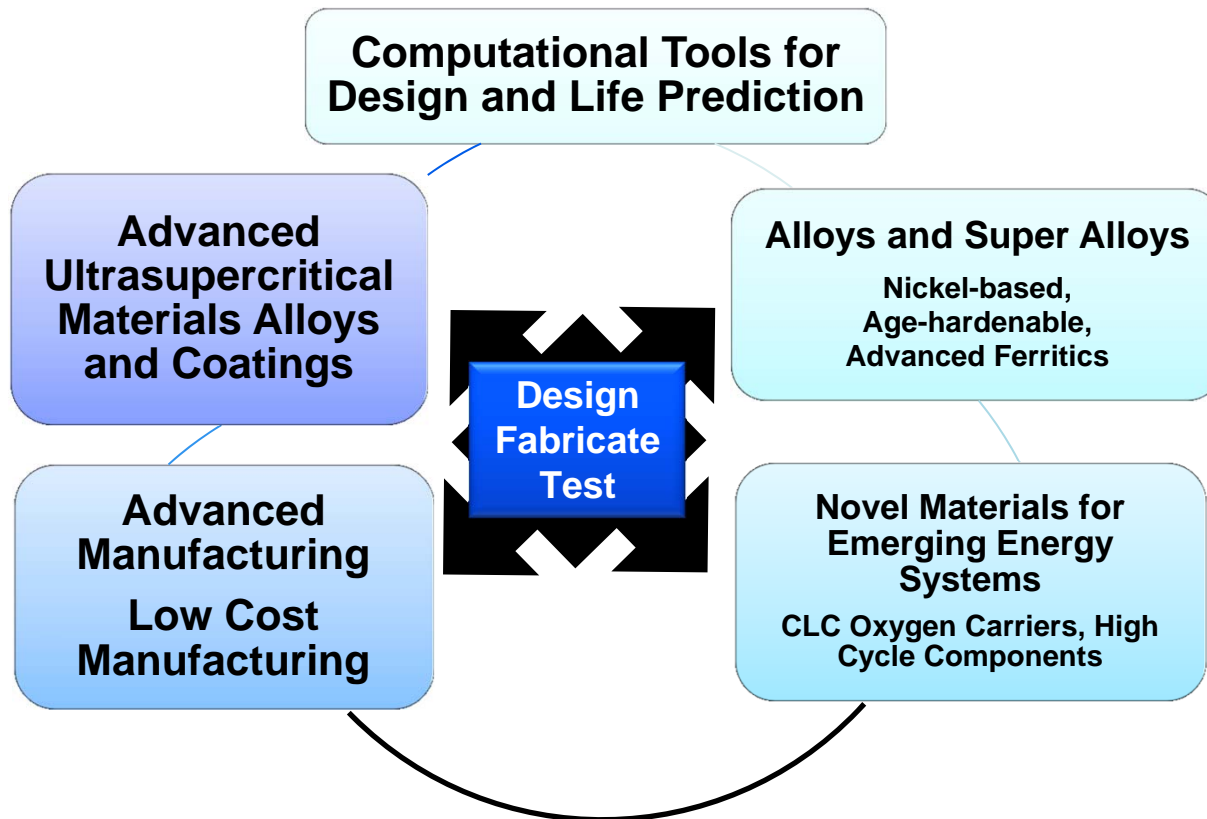 Computational Tools for
Design and Life Prediction
Advanced
Ultrasupercritical
Materials Alloys
and Coatings
Alloys and Super Alloys
Nickel-based,
Age-hardenable,
Advanced Ferritics
Design
Fabricate
Test
Advanced
Manufacturing
Low Cost
Manufacturing
Novel Materials for
Emerging Energy
Systems
CLC Oxygen Carriers, High
Cycle Components